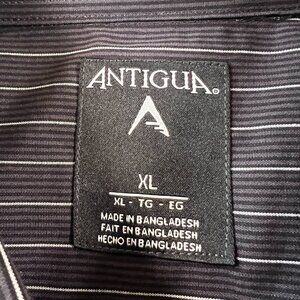 ANTIGUA®
XL
XL - TG - EG
MADE IN BANGLADESH
FAIT EN BANGLADESH
HECHO EN BANGLADESH